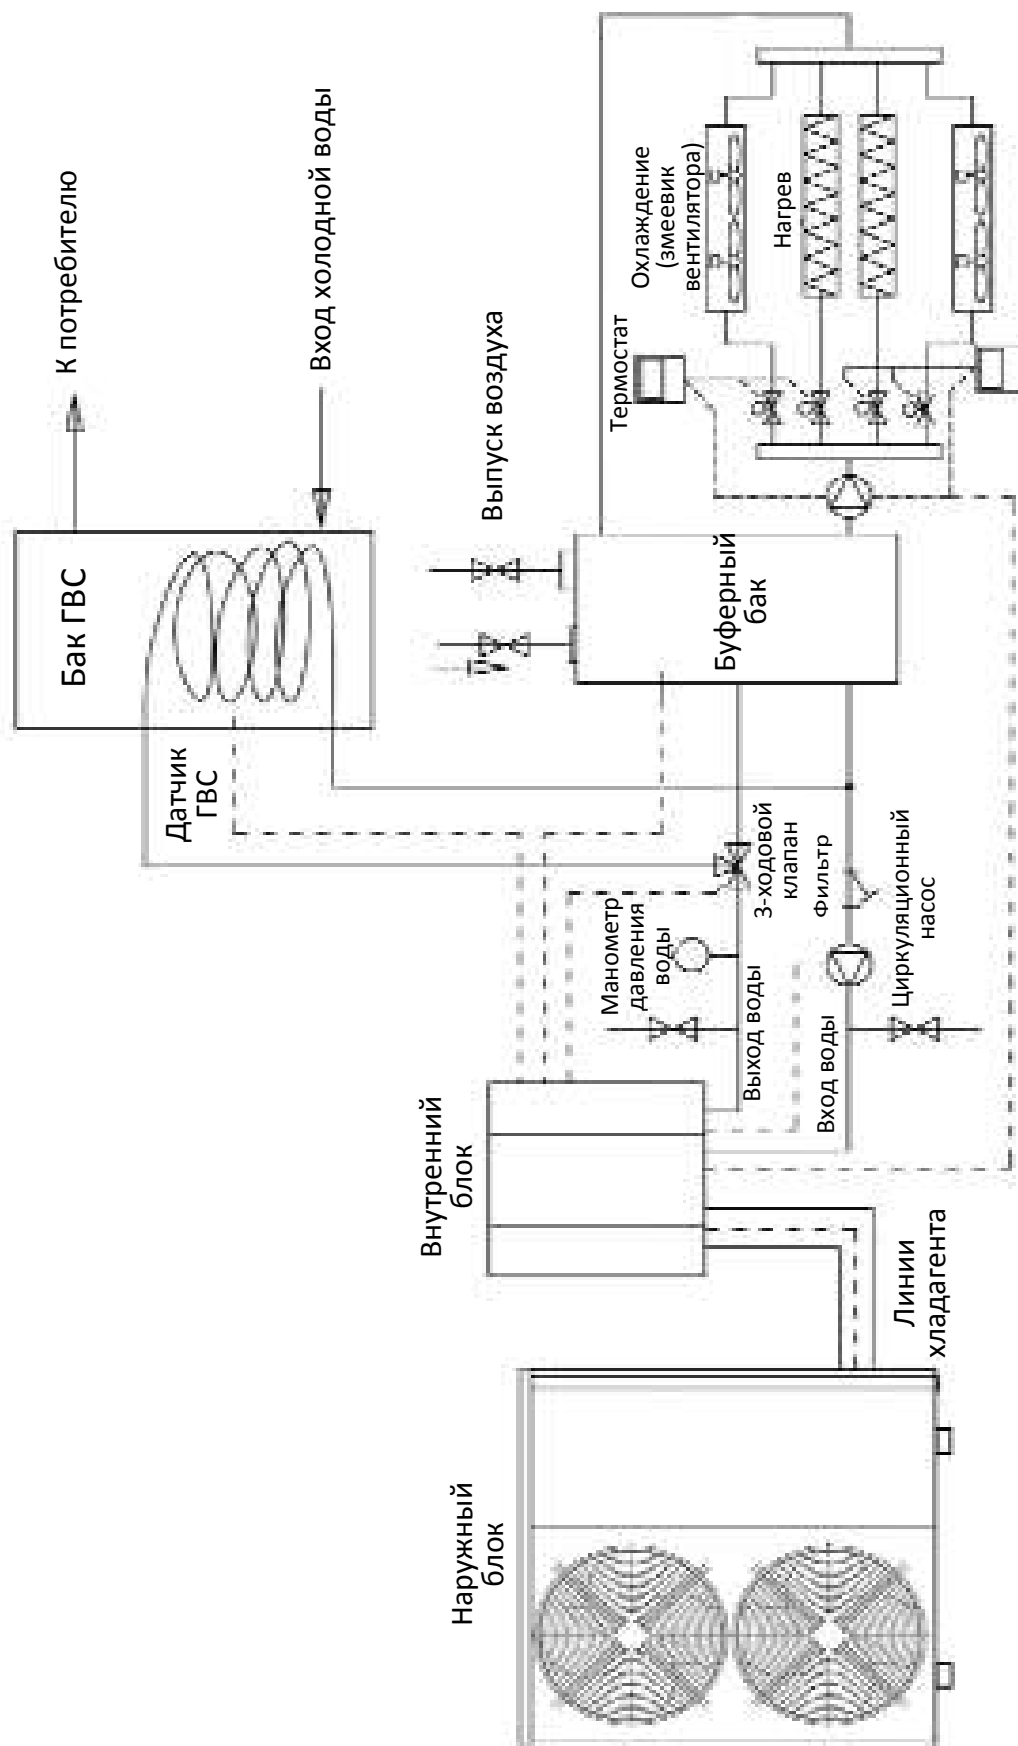 К потребителю
Вход холодной воды
Бак ГВС
Датчик
ГВС
Выпуск воздуха
Буферный
бак
Охлаждение
(змеевик
вентилятора)
Нагрев
Термостат
3-ходовой
клапан
Фильтр
Циркуляционный
насос
Манометр
давления
воды
Выход воды
Вход воды
Внутренний
блок
Линии
хладагента
Наружный
блок